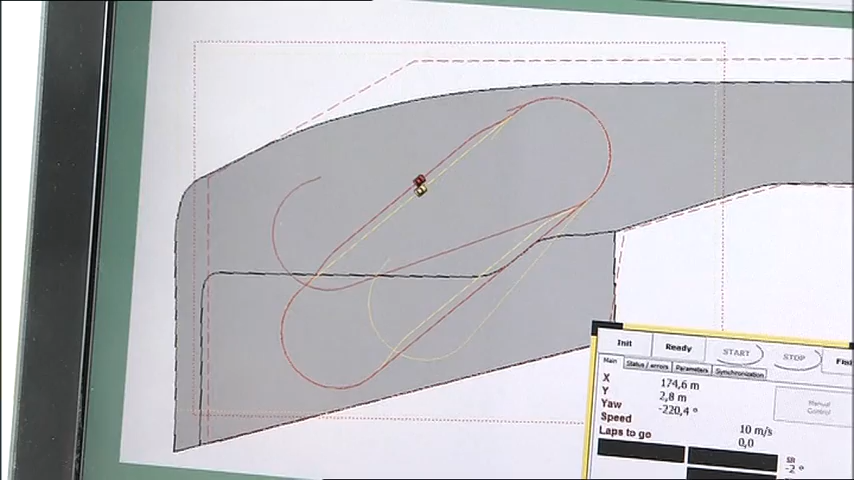 Init Ready START STOP
Main Status / errors Parameters Synchronization
X 174,6 m
Y 2,8 m
Yaw -220,4 °
Speed 10 m/s
Laps to go 0,0
Manual Control
-2 °